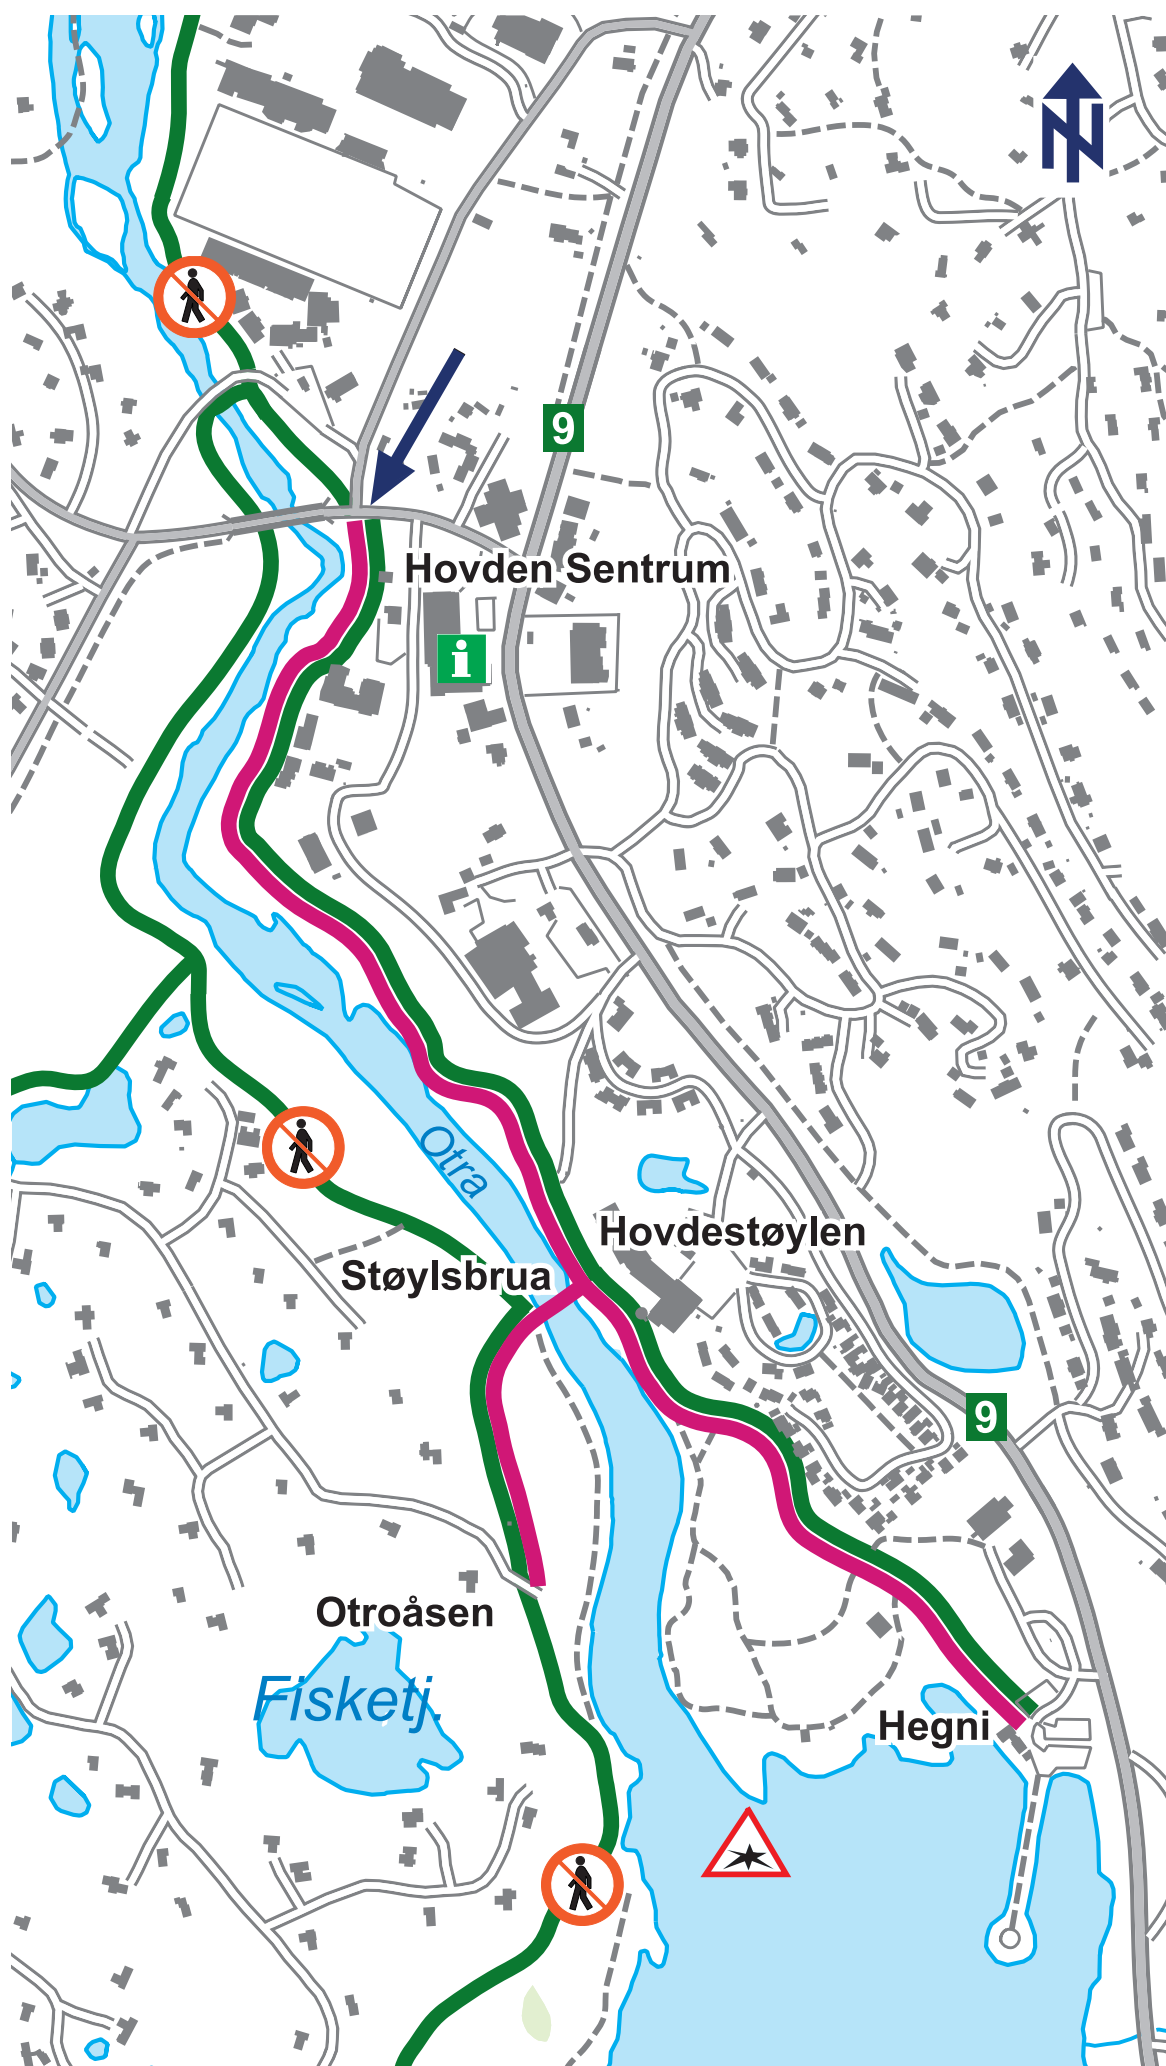 N
9
Hovden Sentrum
i
Otra
Hovdestøylen
Støylsbrua
9
Otroåsen
Fisketj.
Hegni